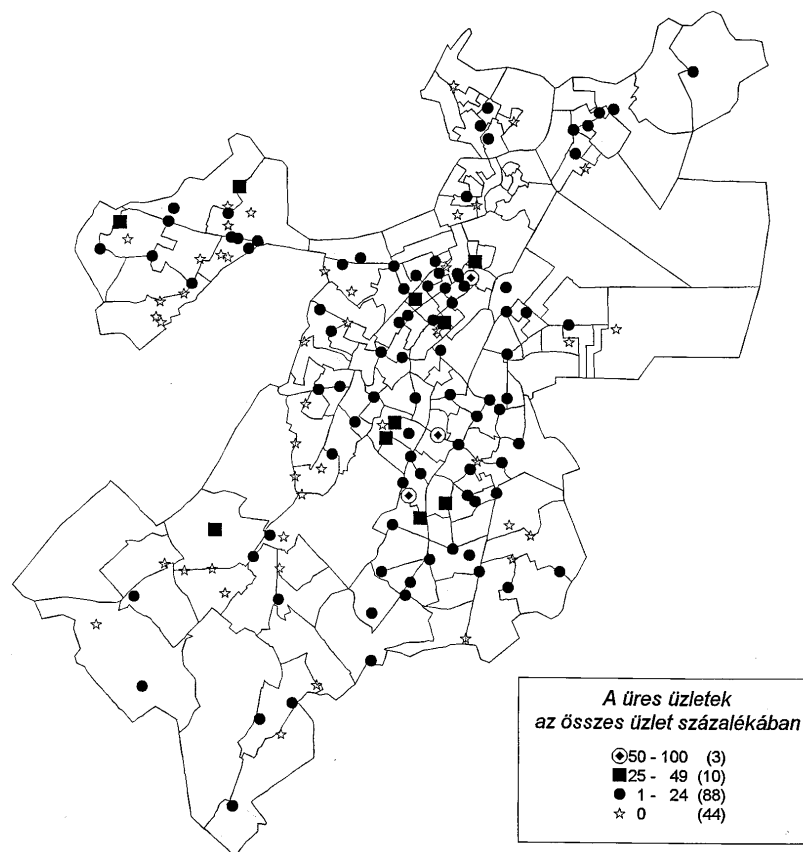 A üres üzletek
az összes üzlet százalékában
50 - 100 (3)
25 - 49 (10)
1 - 24 (88)
0 (44)